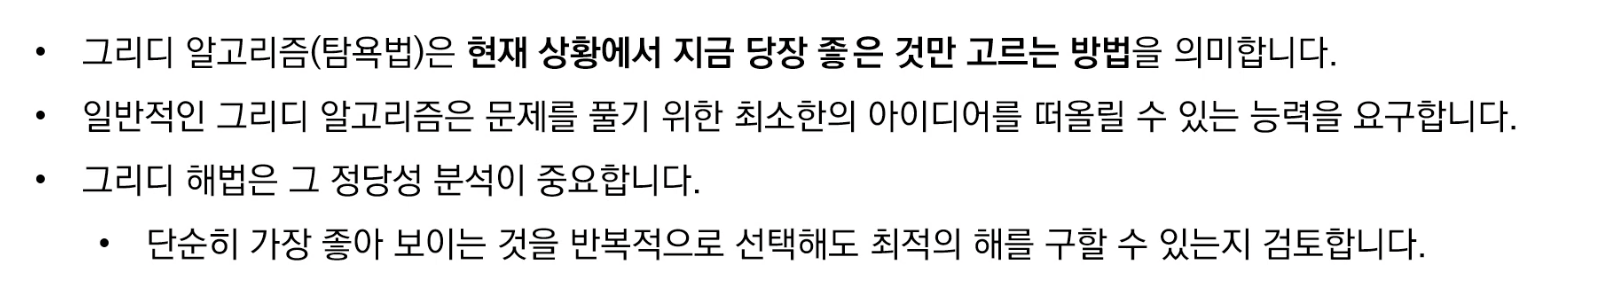 • 그리디 알고리즘(탐욕법)은 현재 상황에서 지금 당장 좋은 것만 고르는 방법을 의미합니다.
• 일반적인 그리디 알고리즘은 문제를 풀기 위한 최소한의 아이디어를 떠올릴 수 있는 능력을 요구합니다.
• 그리디 해법은 그 정당성 분석이 중요합니다.
• 단순히 가장 좋아 보이는 것을 반복적으로 선택해도 최적의 해를 구할 수 있는지 검토합니다.